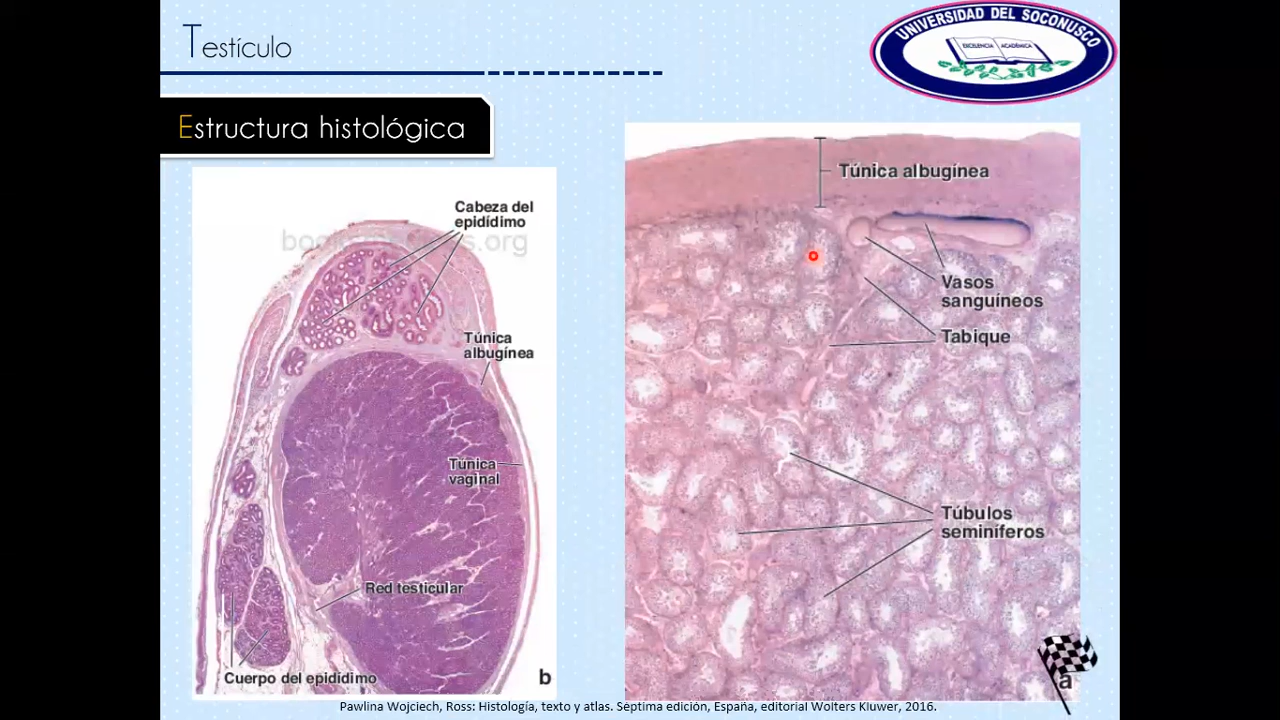 Testículo
UNIVERSIDAD DEL SOCONUSCO
EXCELENCIA ACADÉMICA
Estructura histológica
Cabeza del
epidídimo
Túnica
albugínea
Túnica
vaginal
Red testicular
Cuerpo del epidídimo
b
Túnica albugínea
Vasos
sanguíneos
Tabique
Túbulos
seminíferos
a
Pawlina Wojciech, Ross: Histología, texto y atlas. Séptima edición, España, editorial Wolters Kluwer, 2016.